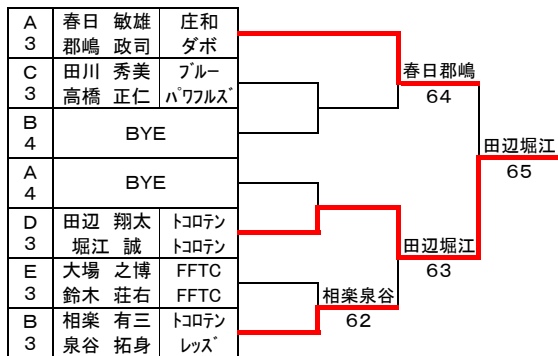 A 春日 敏雄 庄和
3 郡嶋 政司 ダボ
C 田川 秀美 ブルー
3 高橋 正仁 パワフルズ
B
4 BYE
A
4 BYE
D 田辺 翔太 トコロテン
3 堀江 誠 トコロテン
E 大場 之博 FFTC
3 鈴木 荘右 FFTC
B 相楽 有三 トコロテン
3 泉谷 拓身 レッズ
春日郡嶋
64
田辺堀江
65
田辺堀江
63
相楽泉谷
62